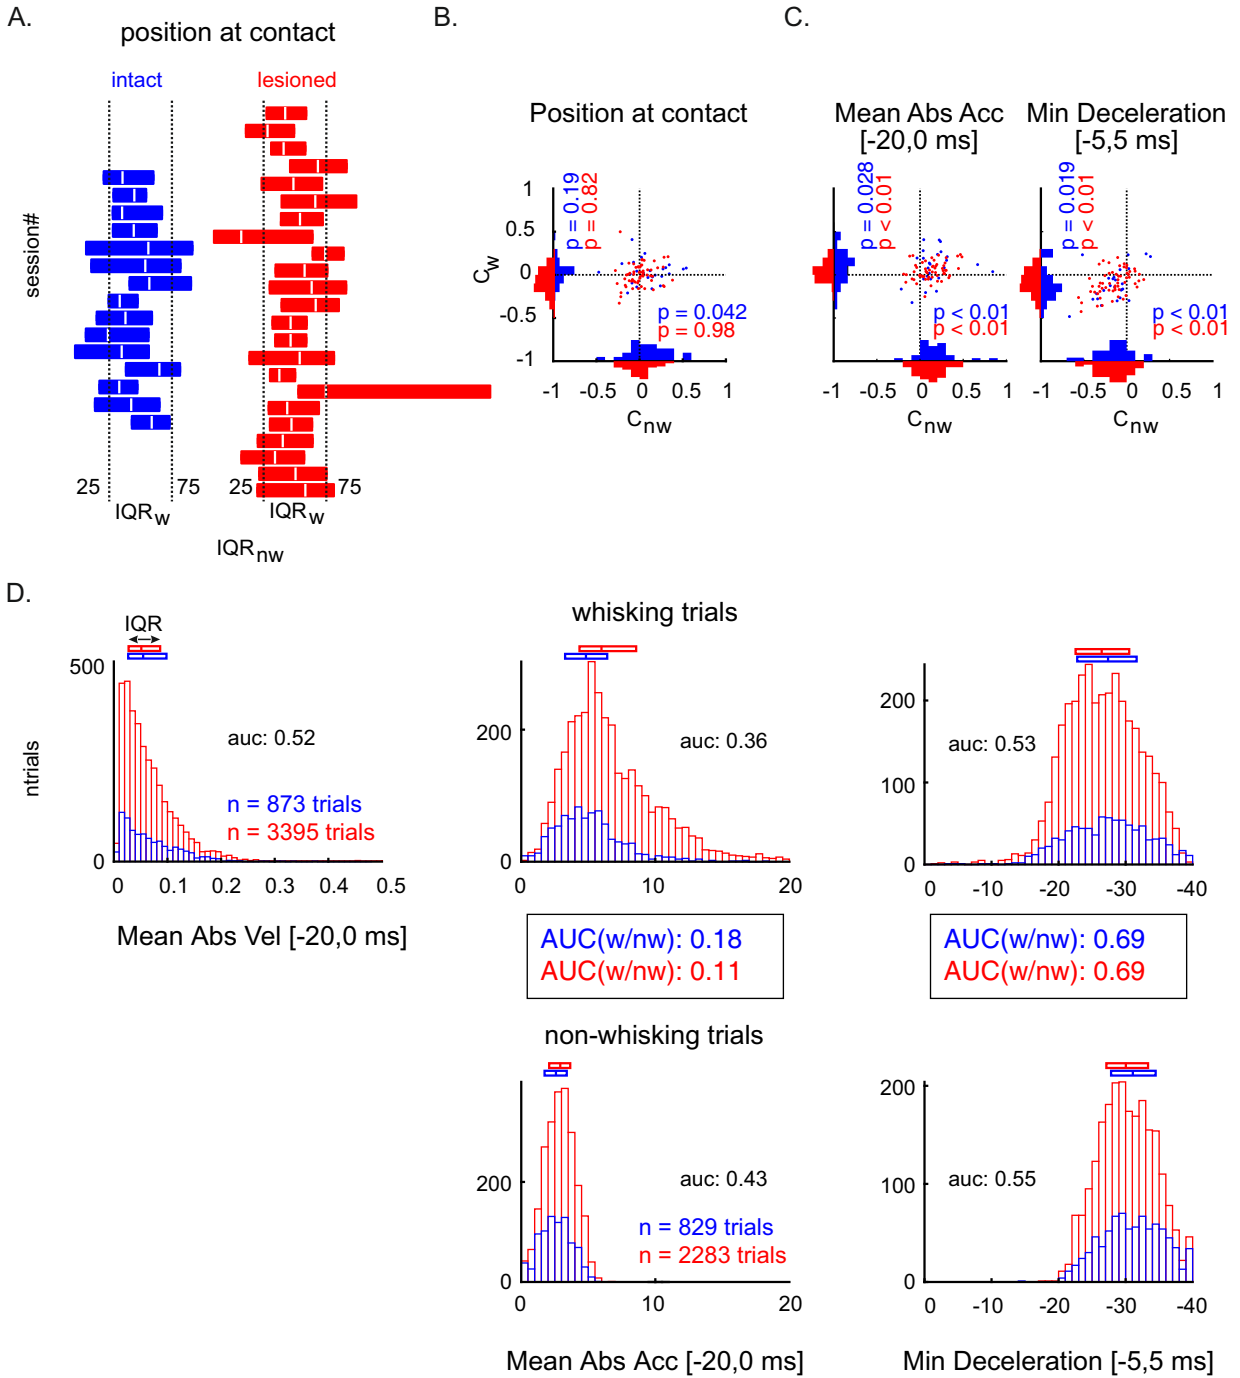 A.
position at contact
intact
lesioned
session#
25
75
25
75
IQRw
IQRw
IQRnw
B.
Position at contact
p = 0.19
p = 0.82
1
0.5
0
-0.5
-1
Cw
p = 0.042
p = 0.98
-1 -0.5 0 0.5 1
Cnw
C.
Mean Abs Acc
[-20,0 ms]
p = 0.028
p < 0.01
p < 0.01
p < 0.01
-1 -0.5 0 0.5 1
Cnw
Min Deceleration
[-5,5 ms]
p = 0.019
p < 0.01
p < 0.01
p < 0.01
-1 -0.5 0 0.5 1
Cnw
D.
IQR
500
0
ntrials
auc: 0.52
n = 873 trials
n = 3395 trials
0 0.1 0.2 0.3 0.4 0.5
Mean Abs Vel [-20,0 ms]
whisking trials
200
0
auc: 0.36
0 10 20
200
100
0
auc: 0.53
0 -10 -20 -30 -40
AUC(w/nw): 0.18
AUC(w/nw): 0.11
AUC(w/nw): 0.69
AUC(w/nw): 0.69
non-whisking trials
200
0
auc: 0.43
n = 829 trials
n = 2283 trials
0 10 20
Mean Abs Acc [-20,0 ms]
200
100
0
auc: 0.55
0 -10 -20 -30 -40
Min Deceleration [-5,5 ms]